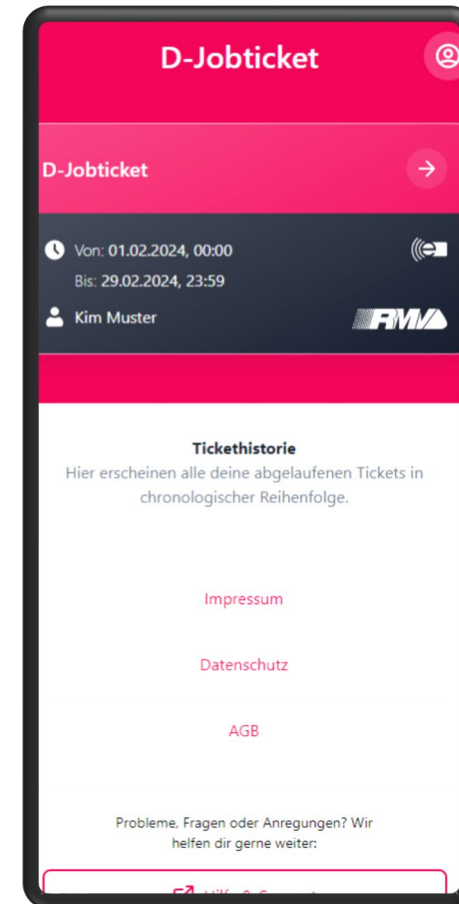 D-Jobticket
D-Jobticket
Von: 01.02.2024, 00:00
Bis: 29.02.2024, 23:59
Kim Muster
RMV
Tickethistorie
Hier erscheinen alle deine abgelaufenen Tickets in
chronologischer Reihenfolge.
Impressum
Datenschutz
AGB
Probleme, Fragen oder Anregungen? Wir
helfen dir gerne weiter: